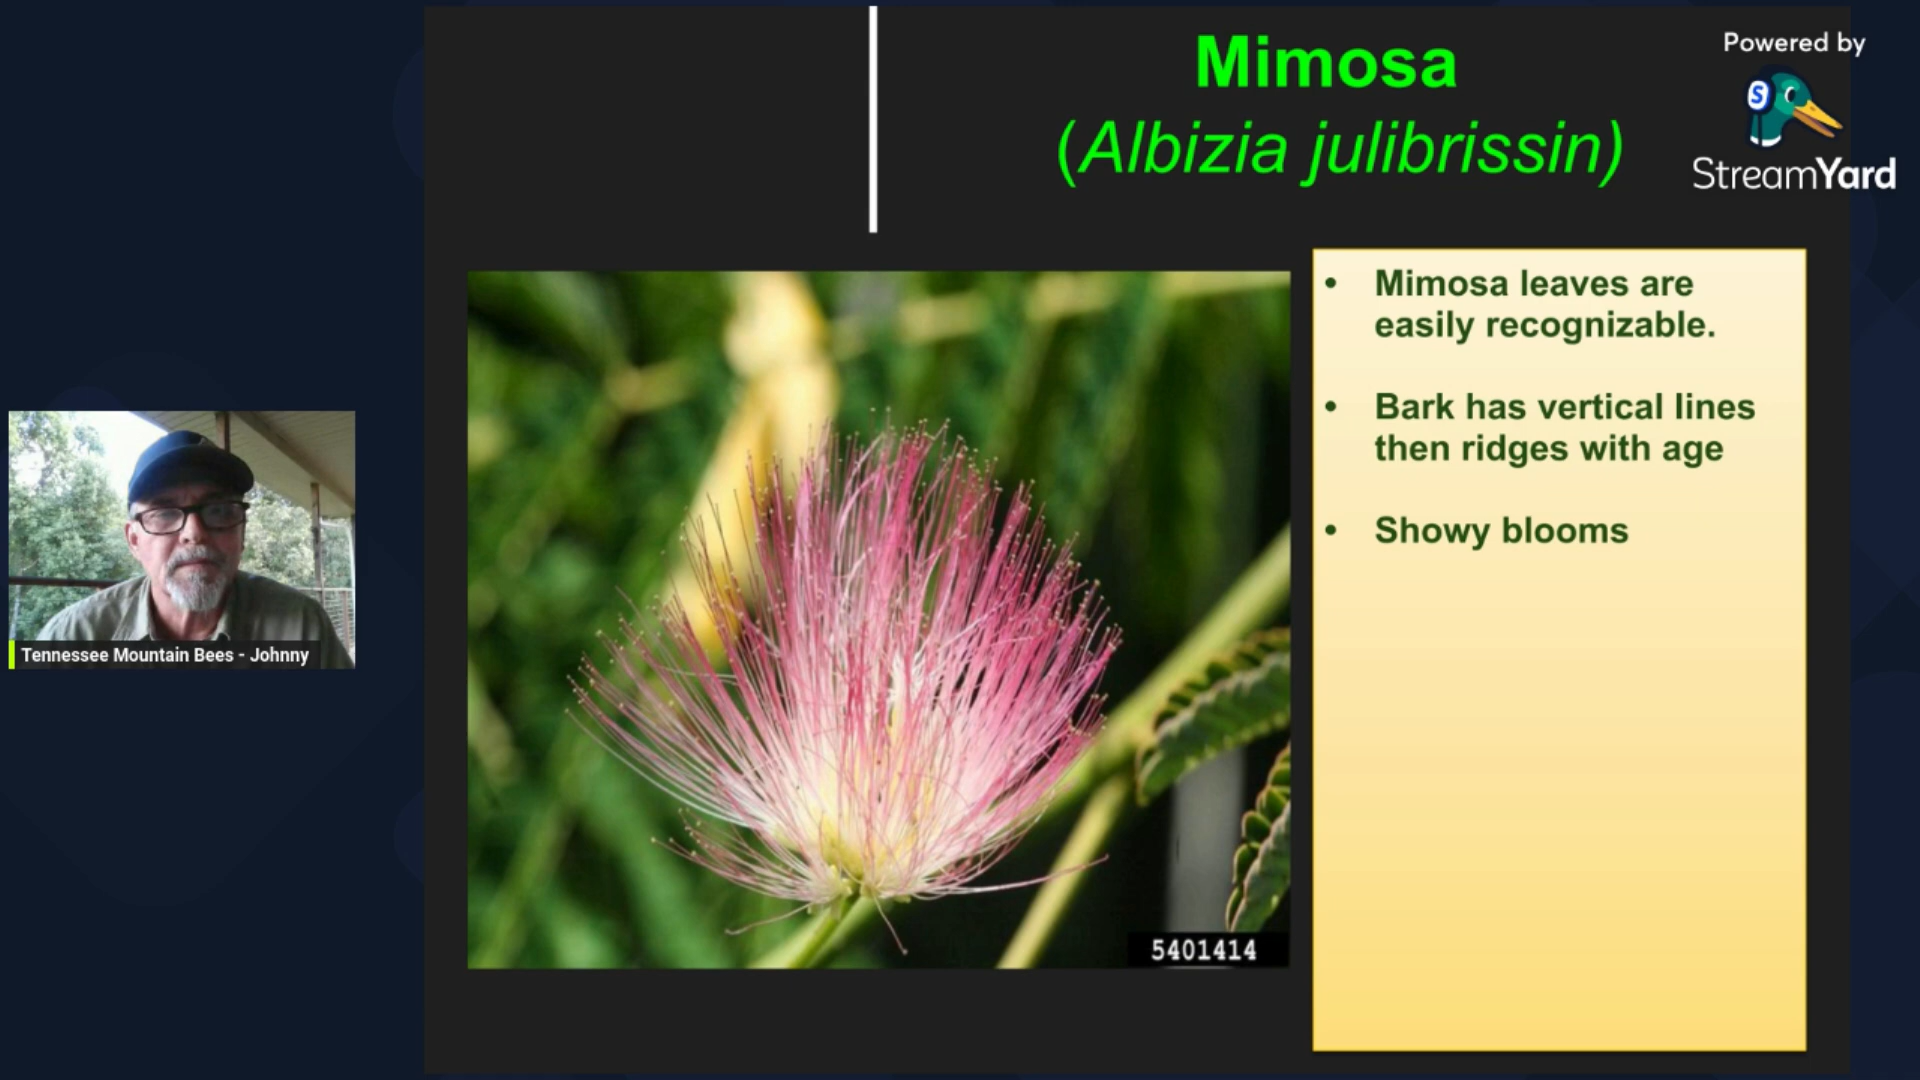 Mimosa
(Albizia julibrissin)
Powered by
S
StreamYard
• Mimosa leaves are
easily recognizable.
• Bark has vertical lines
then ridges with age
• Showy blooms
Tennessee Mountain Bees - Johnny
5401414